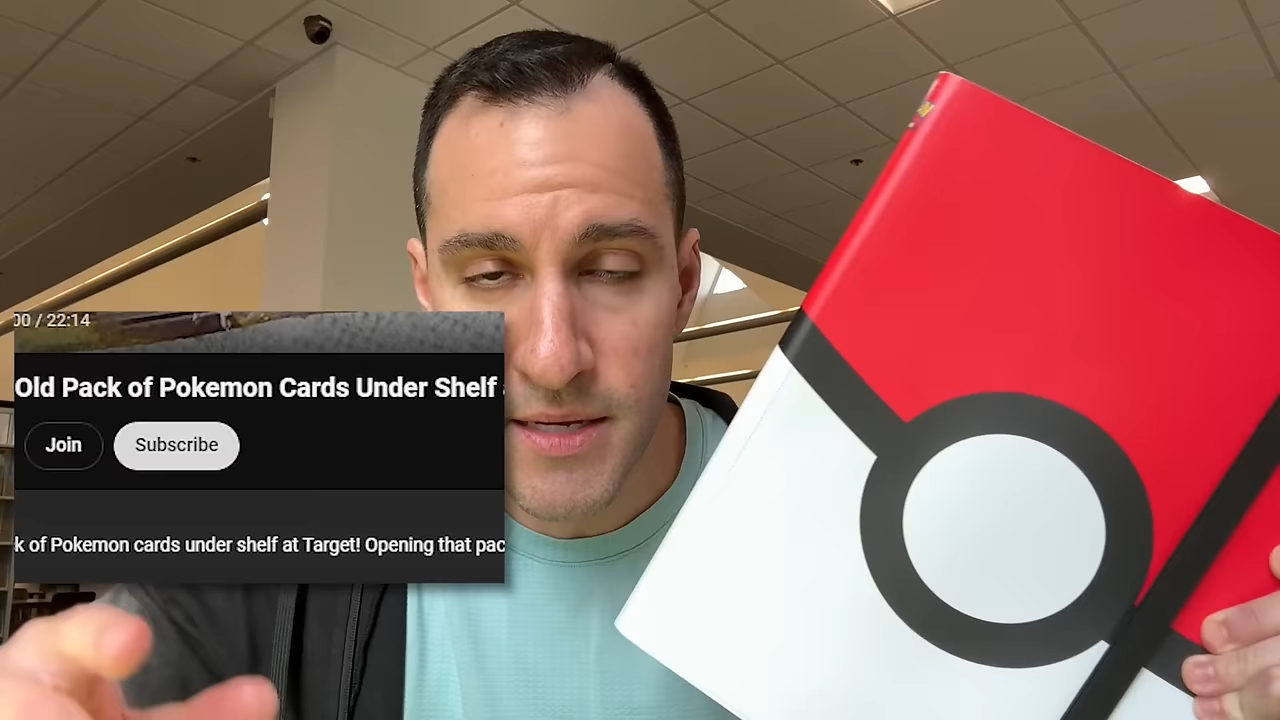 00 / 22:14
Old Pack of Pokemon Cards Under Shelf
Join
Subscribe
k of Pokemon cards under shelf at Target! Opening that pac